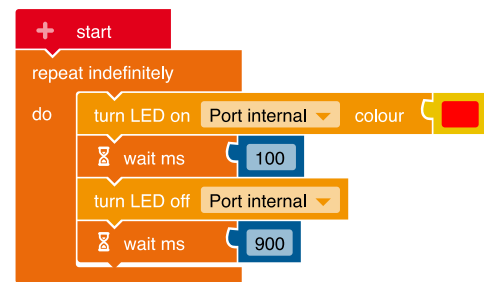 start
repeat indefinitely
do turn LED on Port internal colour
wait ms 100
turn LED off Port internal
wait ms 900